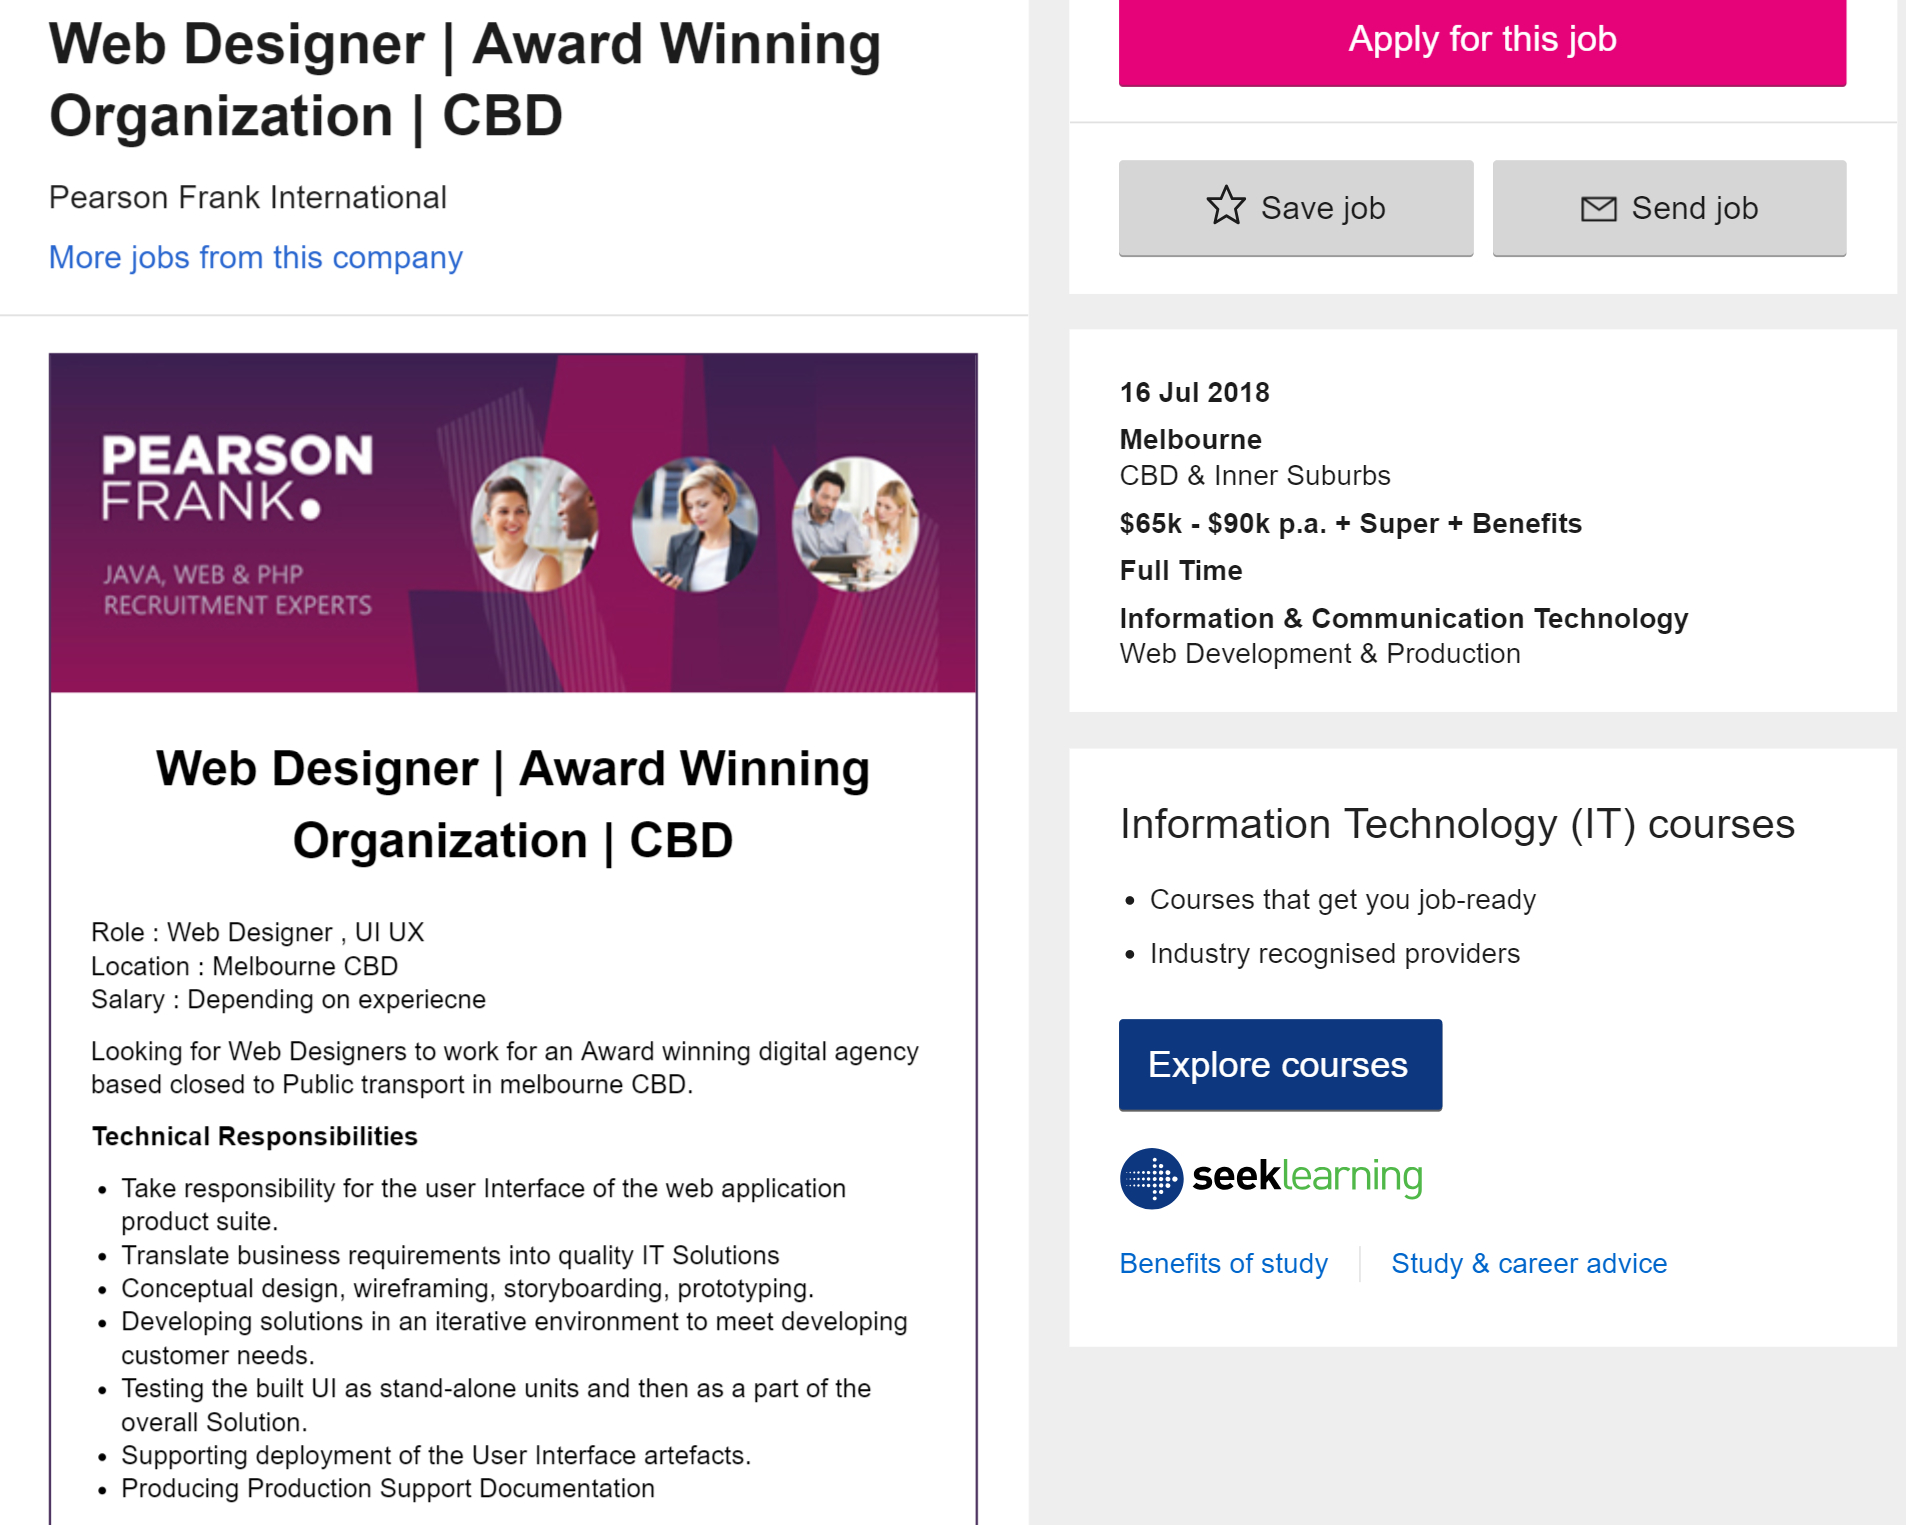 Web Designer | Award Winning
Organization | CBD
Pearson Frank International
More jobs from this company
PEARSON
FRANK.
JAVA, WEB & PHP
RECRUITMENT EXPERTS
Web Designer | Award Winning
Organization | CBD
Role : Web Designer , UI UX
Location : Melbourne CBD
Salary : Depending on experiecne
Looking for Web Designers to work for an Award winning digital agency
based closed to Public transport in melbourne CBD.
Technical Responsibilities
• Take responsibility for the user Interface of the web application
product suite.
• Translate business requirements into quality IT Solutions
• Conceptual design, wireframing, storyboarding, prototyping.
• Developing solutions in an iterative environment to meet developing
customer needs.
• Testing the built UI as stand-alone units and then as a part of the
overall Solution.
• Supporting deployment of the User Interface artefacts.
• Producing Production Support Documentation
Apply for this job
Save job
Send job
16 Jul 2018
Melbourne
CBD & Inner Suburbs
$65k - $90k p.a. + Super + Benefits
Full Time
Information & Communication Technology
Web Development & Production
Information Technology (IT) courses
• Courses that get you job-ready
• Industry recognised providers
Explore courses
seeklearning
Benefits of study
Study & career advice